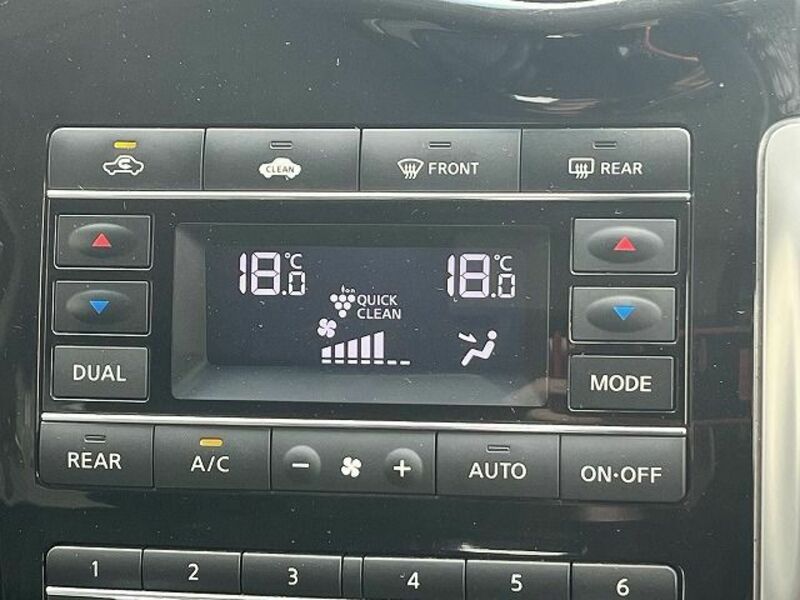 CLEAN
FRONT
REAR
18.0°C
18.0°C
Ion
QUICK
CLEAN
DUAL
MODE
REAR
A/C
− +
AUTO
ON·OFF
1 2 3 4 5 6